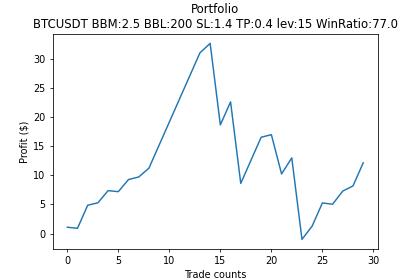 Portfolio
BTCUSDT BBM:2.5 BBL:200 SL:1.4 TP:0.4 lev:15 WinRatio:77.0
30
25
20
15
10
5
0
Profit ($)
0 5 10 15 20 25 30
Trade counts